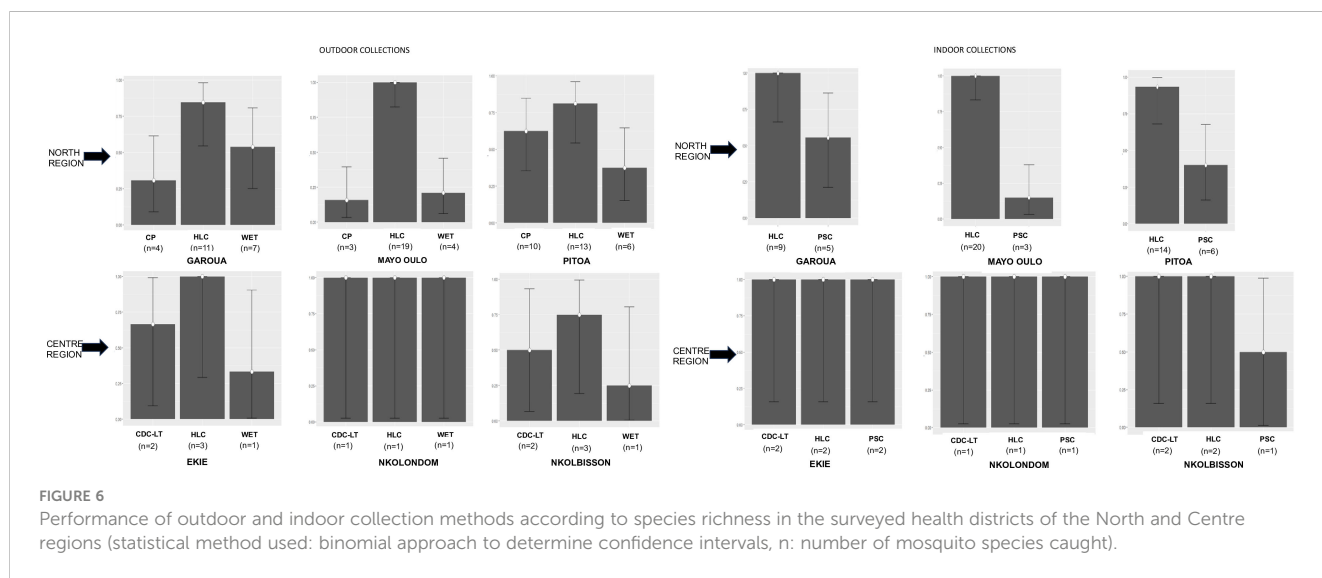 OUTDOOR COLLECTIONS
INDOOR COLLECTIONS
NORTH
REGION
CP HLC WET
(n=4) (n=11) (n=7)
GAROUA
CP HLC WET
(n=3) (n=19) (n=4)
MAYO OULO
CP HLC WET
(n=10) (n=13) (n=6)
PITOA
NORTH
REGION
HLC PSC
(n=9) (n=5)
GAROUA
HLC PSC
(n=20) (n=3)
MAYO OULO
HLC PSC
(n=14) (n=6)
PITOA
CENTRE
REGION
CDC-LT HLC WET
(n=2) (n=3) (n=1)
EKIE
CDC-LT HLC WET
(n=1) (n=1) (n=1)
NKOLONDOM
CDC-LT HLC WET
(n=2) (n=3) (n=1)
NKOLBISSON
CENTRE
REGION
CDC-LT HLC PSC
(n=2) (n=2) (n=2)
EKIE
CDC-LT HLC PSC
(n=1) (n=1) (n=1)
NKOLONDOM
CDC-LT HLC PSC
(n=2) (n=2) (n=1)
NKOLBISSON
FIGURE 6
Performance of outdoor and indoor collection methods according to species richness in the surveyed health districts of the North and Centre
regions (statistical method used: binomial approach to determine confidence intervals, n: number of mosquito species caught).